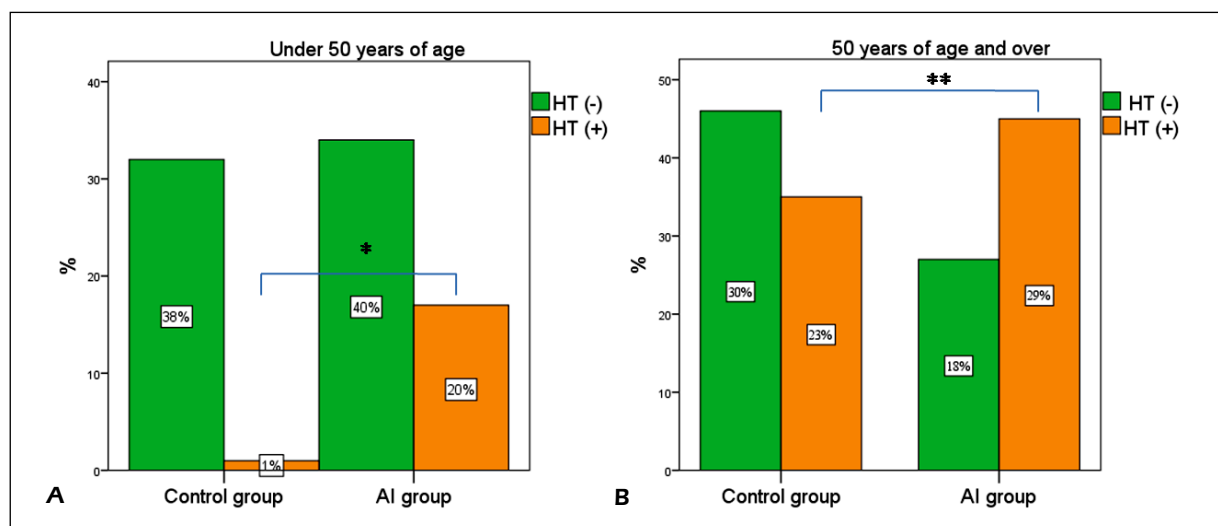 Under 50 years of age
40
30
20
10
0
%
38%
1%
40%
20%
*
HT (-)
HT (+)
Control group
AI group
A
50 years of age and over
50
40
30
20
10
0
%
30%
23%
18%
29%
**
HT (-)
HT (+)
Control group
AI group
B